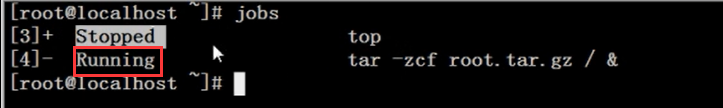 [root@localhost ~]# jobs
[3]+ Stopped top
[4]- Running tar -zcf root.tar.gz / &
[root@localhost ~]#